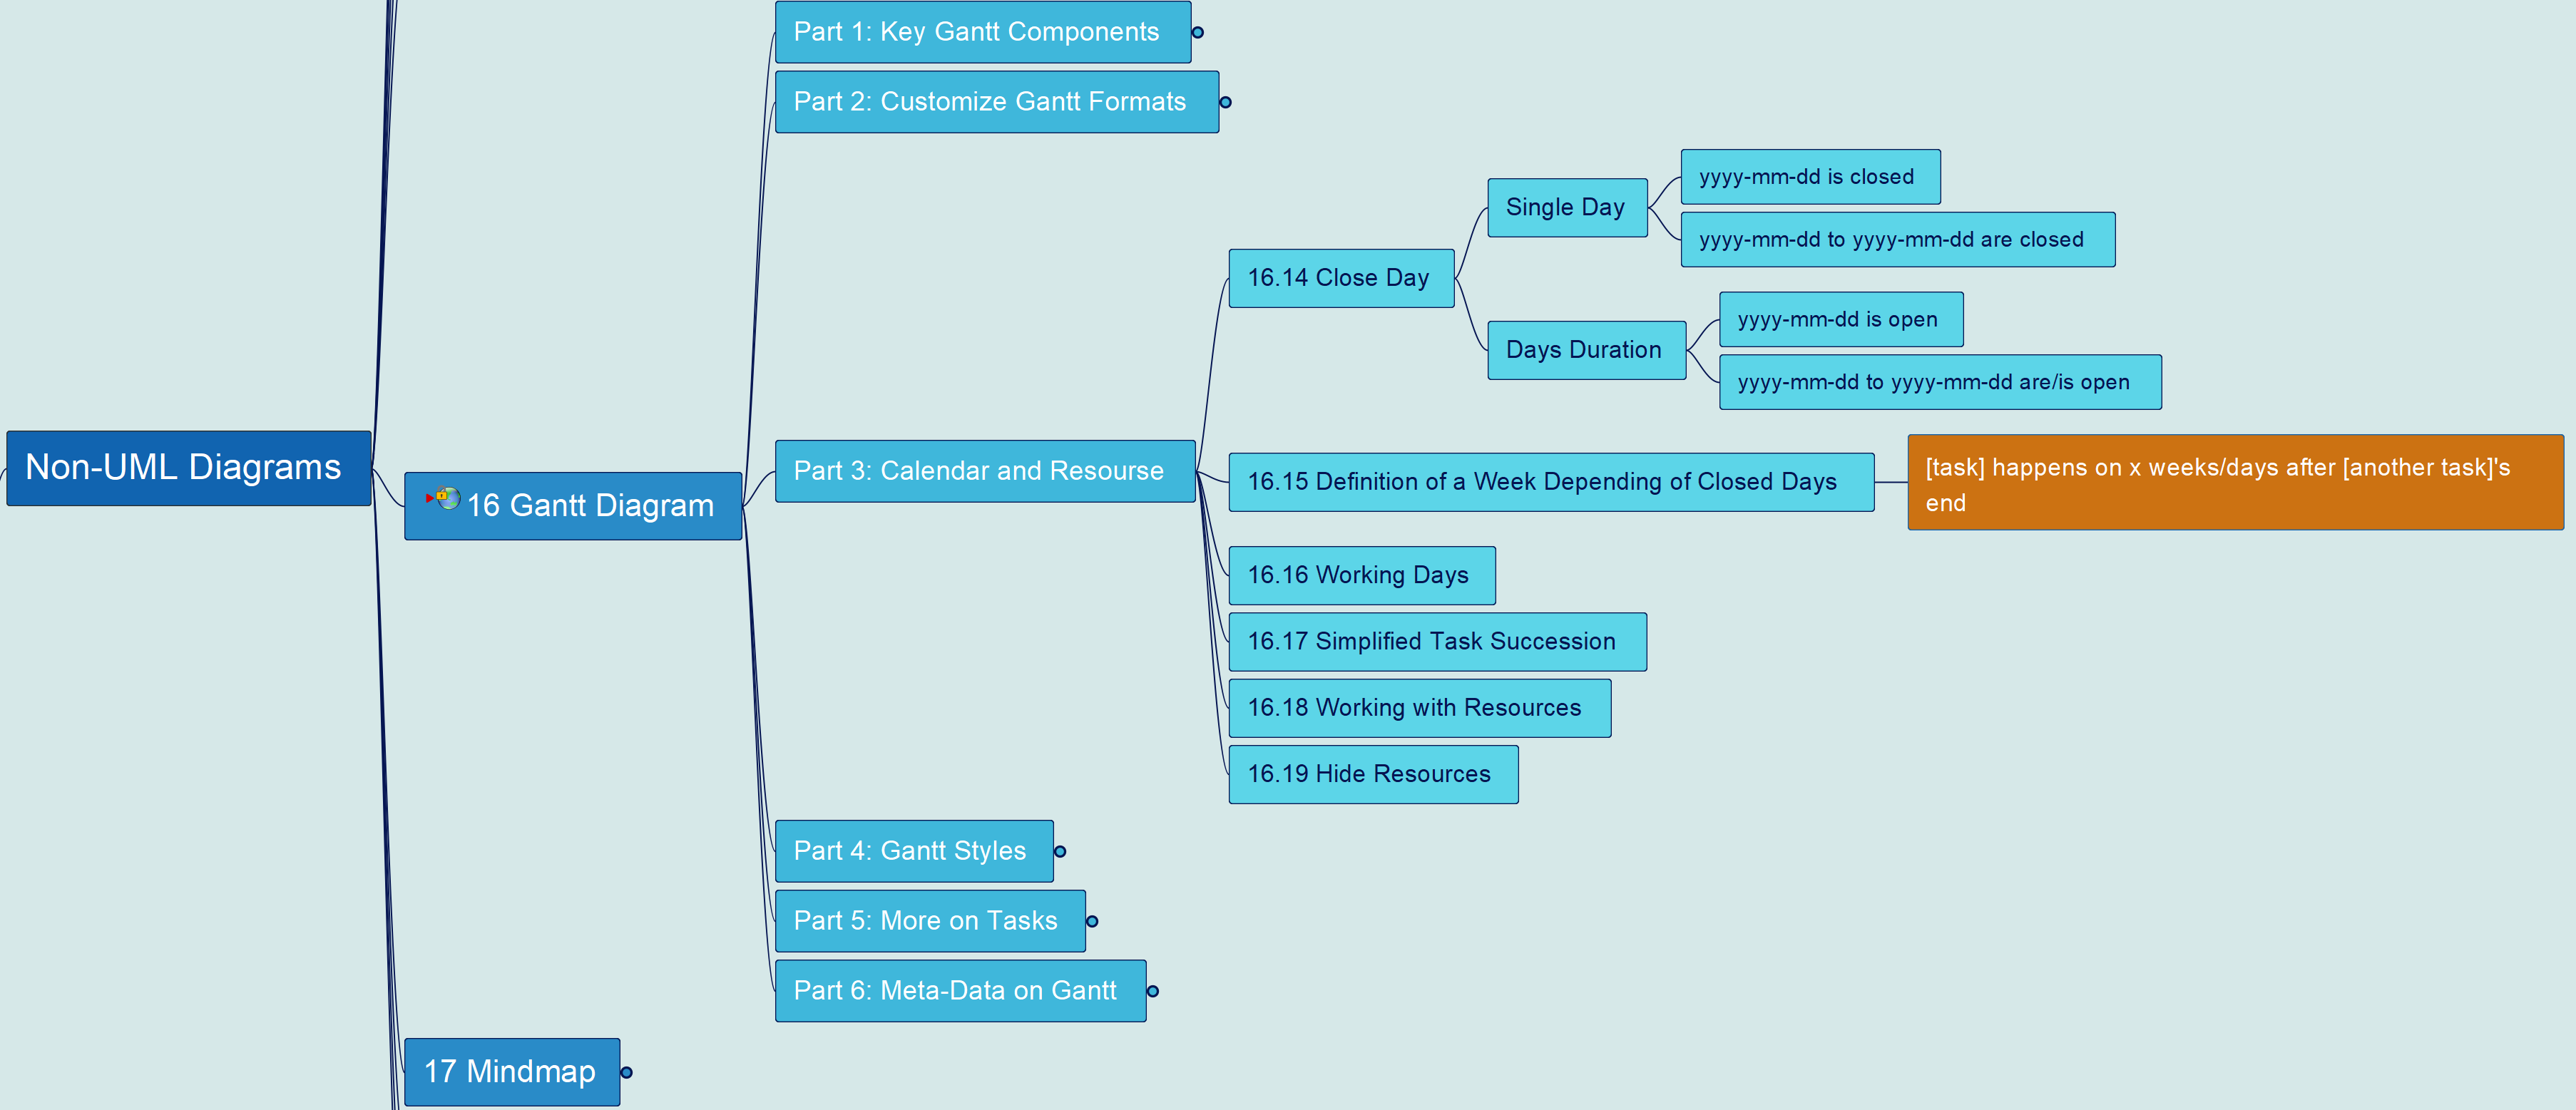 Part 1: Key Gantt Components
Part 2: Customize Gantt Formats
yyyy-mm-dd is closed
Single Day
yyyy-mm-dd to yyyy-mm-dd are closed
16.14 Close Day
yyyy-mm-dd is open
Days Duration
yyyy-mm-dd to yyyy-mm-dd are/is open
Non-UML Diagrams
16 Gantt Diagram
Part 3: Calendar and Resourse
16.15 Definition of a Week Depending of Closed Days
[task] happens on x weeks/days after [another task]'s
end
16.16 Working Days
16.17 Simplified Task Succession
16.18 Working with Resources
16.19 Hide Resources
Part 4: Gantt Styles
Part 5: More on Tasks
Part 6: Meta-Data on Gantt
17 Mindmap